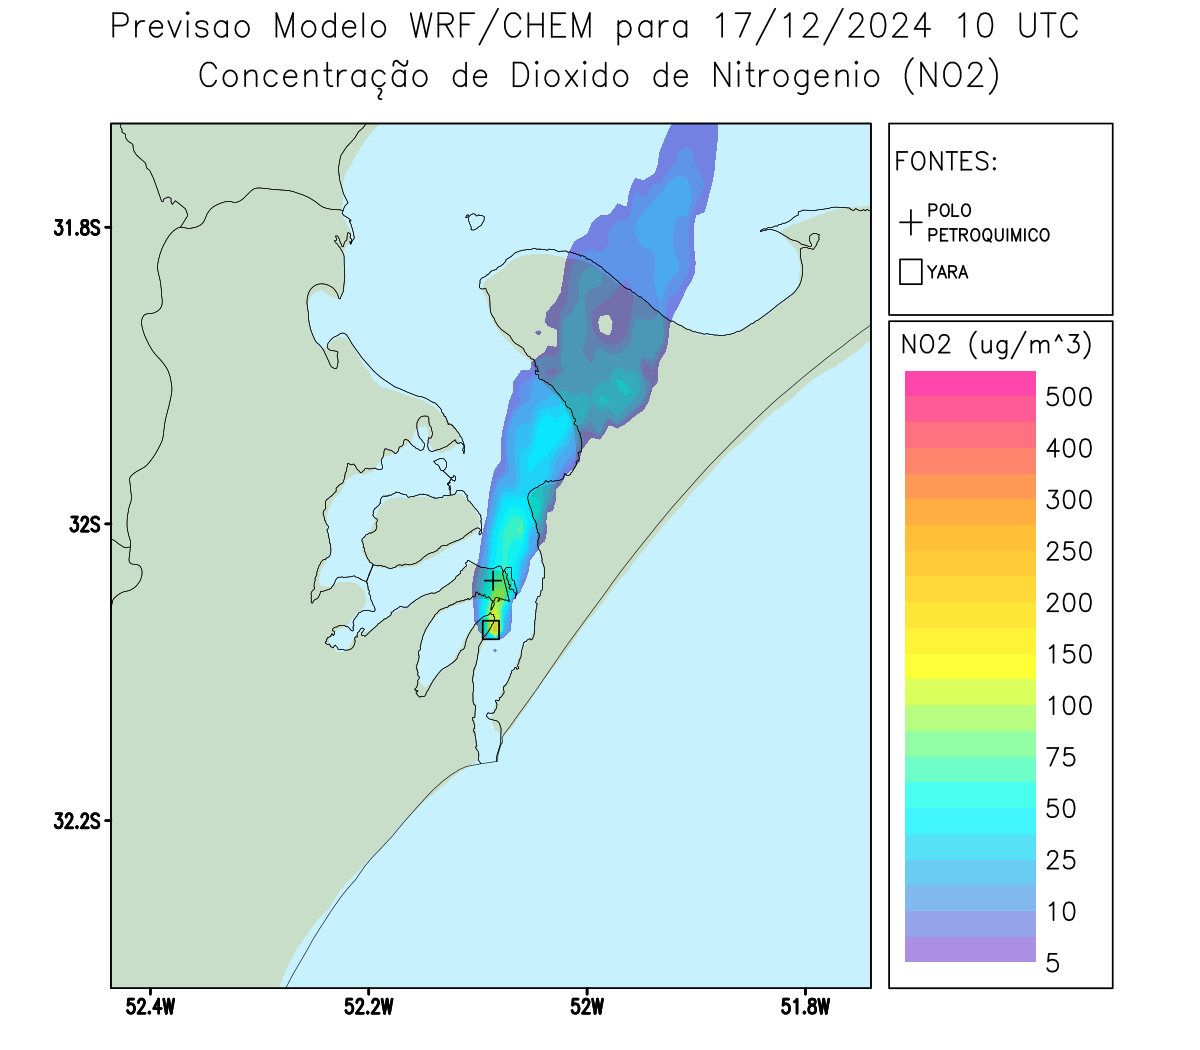 Previsao Modelo WRF/CHEM para 17/12/2024 10 UTC
Concentração de Dioxido de Nitrogenio (NO2)
FONTES:
POLO
PETROQUIMICO
YARA
NO2 (ug/m^3)
500
400
300
250
200
150
100
75
50
25
10
5
31.8S
32S
32.2S
52.4W
52.2W
52W
51.8W